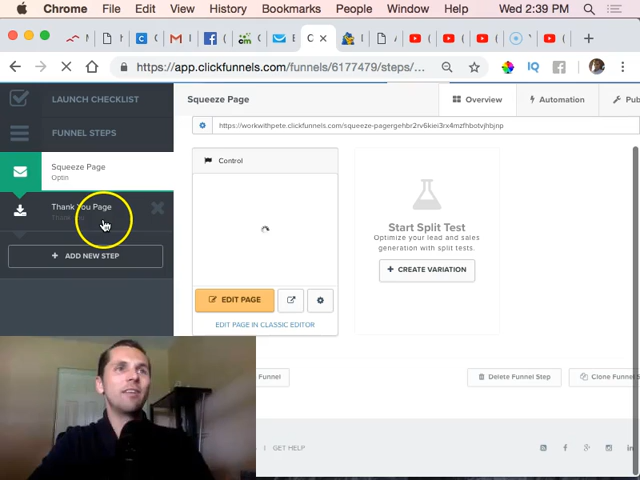 Chrome File Edit View History Bookmarks People Window Help Wed 2:39 PM
https://app.clickfunnels.com/funnels/6177479/steps/...
LAUNCH CHECKLIST
Squeeze Page
Overview
Automation
FUNNEL STEPS
https://workwithpete.clickfunnels.com/squeeze-pagergehbr2rv6kiei3rx4mzfhbotvjhbjnp
Control
Squeeze Page
Optin
Thank You Page
Start Split Test
Optimize your lead and sales
generation with split tests.
+ ADD NEW STEP
+ CREATE VARIATION
EDIT PAGE
EDIT PAGE IN CLASSIC EDITOR
Funnel
Delete Funnel Step
Clone Funnel S
GET HELP